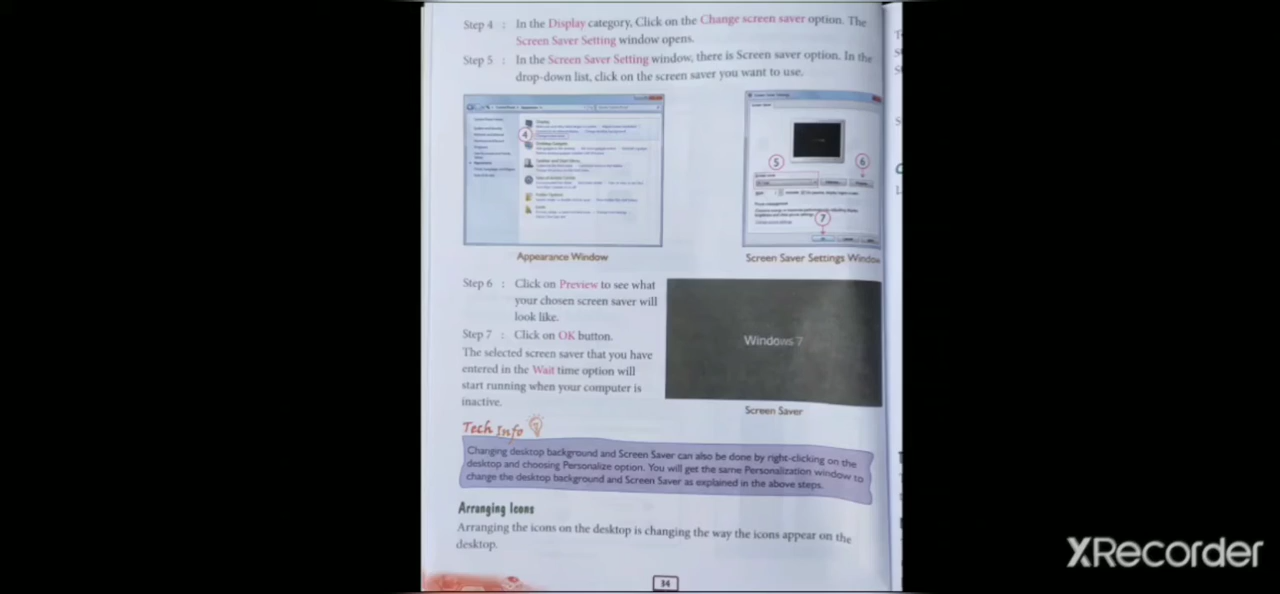 Step 4 : In the Display category, Click on the Change screen saver option. The
Screen Saver Setting window opens.
Step 5 : In the Screen Saver Setting window, there is Screen saver option. In the
drop-down list, click on the screen saver you want to use.
4
5
6
7
Appearance Window
Screen Saver Settings Window
Step 6 : Click on Preview to see what
your chosen screen saver will
look like.
Step 7 : Click on OK button.
The selected screen saver that you have
entered in the Wait time option will
start running when your computer is
inactive.
Windows 7
Screen Saver
Tech Info
Changing desktop background and Screen Saver can also be done by right-clicking on the
desktop and choosing Personalize option. You will get the same Personalization window to
change the desktop background and Screen Saver as explained in the above steps.
Arranging Icons
Arranging the icons on the desktop is changing the way the icons appear on the
desktop.
34
XRecorder